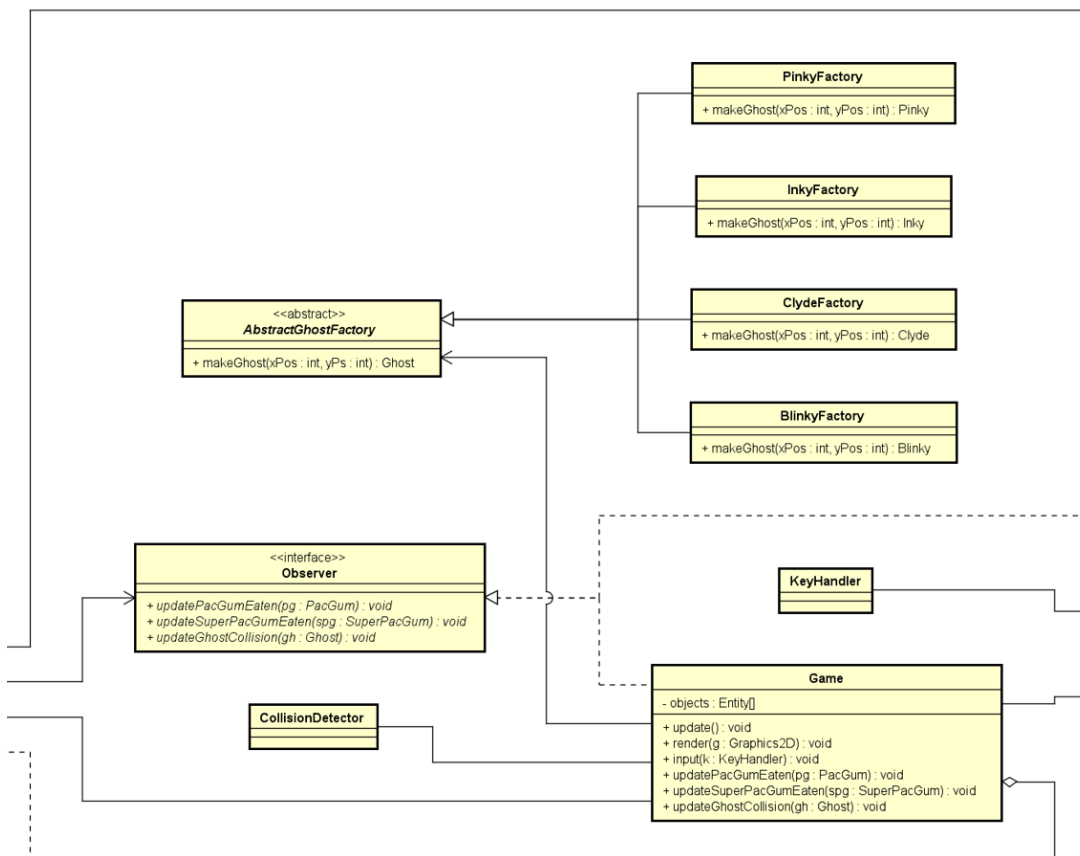 PinkyFactory
+ makeGhost(xPos : int, yPos : int) : Pinky
InkyFactory
+ makeGhost(xPos : int, yPos : int) : Inky
<<abstract>>
AbstractGhostFactory
+ makeGhost(xPos : int, yPs : int) : Ghost
ClydeFactory
+ makeGhost(xPos : int, yPos : int) : Clyde
BlinkyFactory
+ makeGhost(xPos : int, yPos : int) : Blinky
<<interface>>
Observer
+ updatePacGumEaten(pg : PacGum) : void
+ updateSuperPacGumEaten(spg : SuperPacGum) : void
+ updateGhostCollision(gh : Ghost) : void
KeyHandler
CollisionDetector
Game
- objects : Entity[]
+ update() : void
+ render(g : Graphics2D) : void
+ input(k : KeyHandler) : void
+ updatePacGumEaten(pg : PacGum) : void
+ updateSuperPacGumEaten(spg : SuperPacGum) : void
+ updateGhostCollision(gh : Ghost) : void